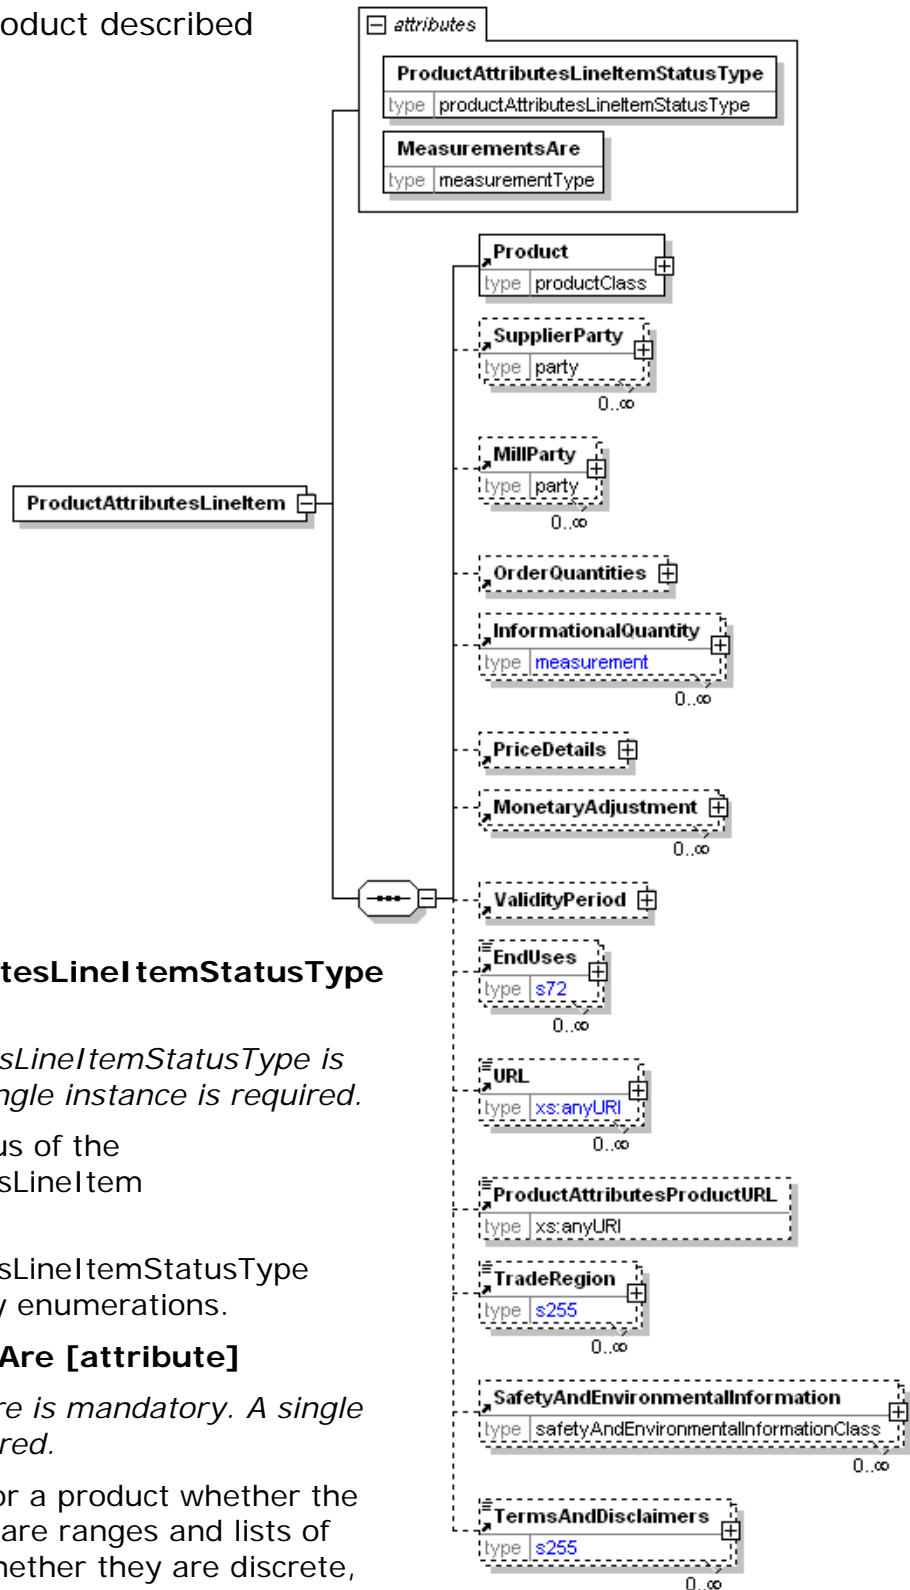 oduct described
attributes
ProductAttributesLineItemStatusType
type productAttributesLineItemStatusType
MeasurementsAre
type measurementType
Product
type productClass
SupplierParty
type party
0..∞
MillParty
type party
0..∞
ProductAttributesLineItem
OrderQuantities
InformationalQuantity
type measurement
0..∞
PriceDetails
MonetaryAdjustment
0..∞
ValidityPeriod
EndUses
type s72
0..∞
URL
type xs:anyURI
0..∞
ProductAttributesProductURL
type xs:anyURI
TradeRegion
type s255
0..∞
SafetyAndEnvironmentalInformation
type safetyAndEnvironmentalInformationClass
0..∞
TermsAndDisclaimers
type s255
0..∞
tesLineItemStatusType
sLineItemStatusType is
ngle instance is required.
us of the
sLineItem
sLineItemStatusType
y enumerations.
Are [attribute]
re is mandatory. A single
red.
or a product whether the
are ranges and lists of
hether they are discrete,